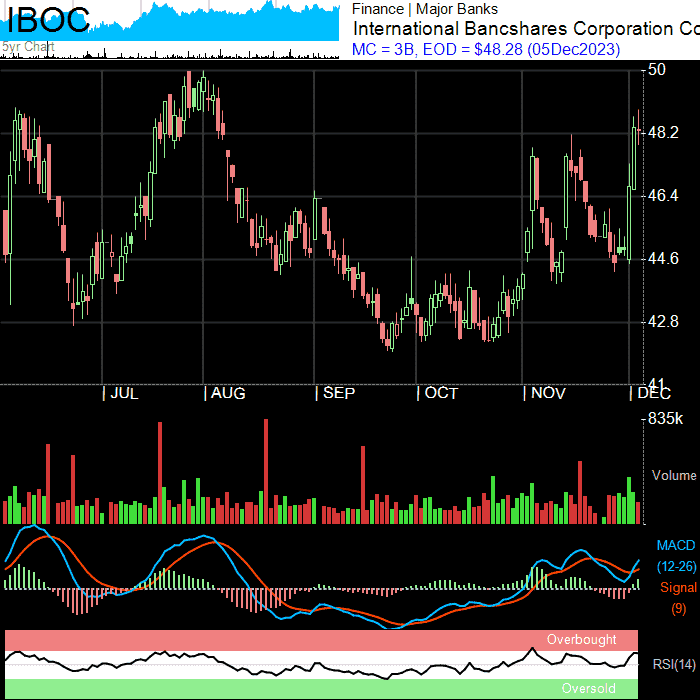 IBOC
5yr Chart
Finance | Major Banks
International Bancshares Corporation Co
MC = 3B, EOD = $48.28 (05Dec2023)
50
48.2
46.4
44.6
42.8
41
| JUL
| AUG
| SEP
| OCT
| NOV
| DEC
835k
Volume
MACD
(12-26)
Signal
(9)
Overbought
RSI(14)
Oversold